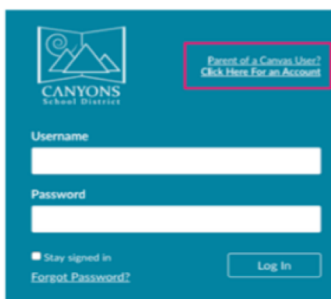 Parent of a Canvas User?
Click Here For an Account
CANYONS
School District
Username
Password
Stay signed in
Forgot Password?
Log In